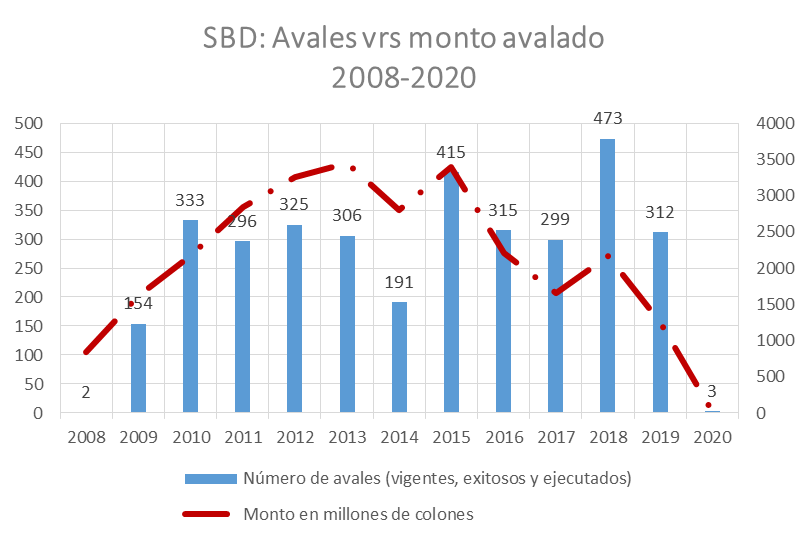 SBD: Avales vrs monto avalado
2008-2020
500 4000
450 473 3500
400 415 3000
350 333 325 306 315 299 312 2500
300 296
250 2000
200 191 1500
150 154 1000
100
50 2 3 500
0 0
2008 2009 2010 2011 2012 2013 2014 2015 2016 2017 2018 2019 2020
Número de avales (vigentes, exitosos y ejecutados)
Monto en millones de colones